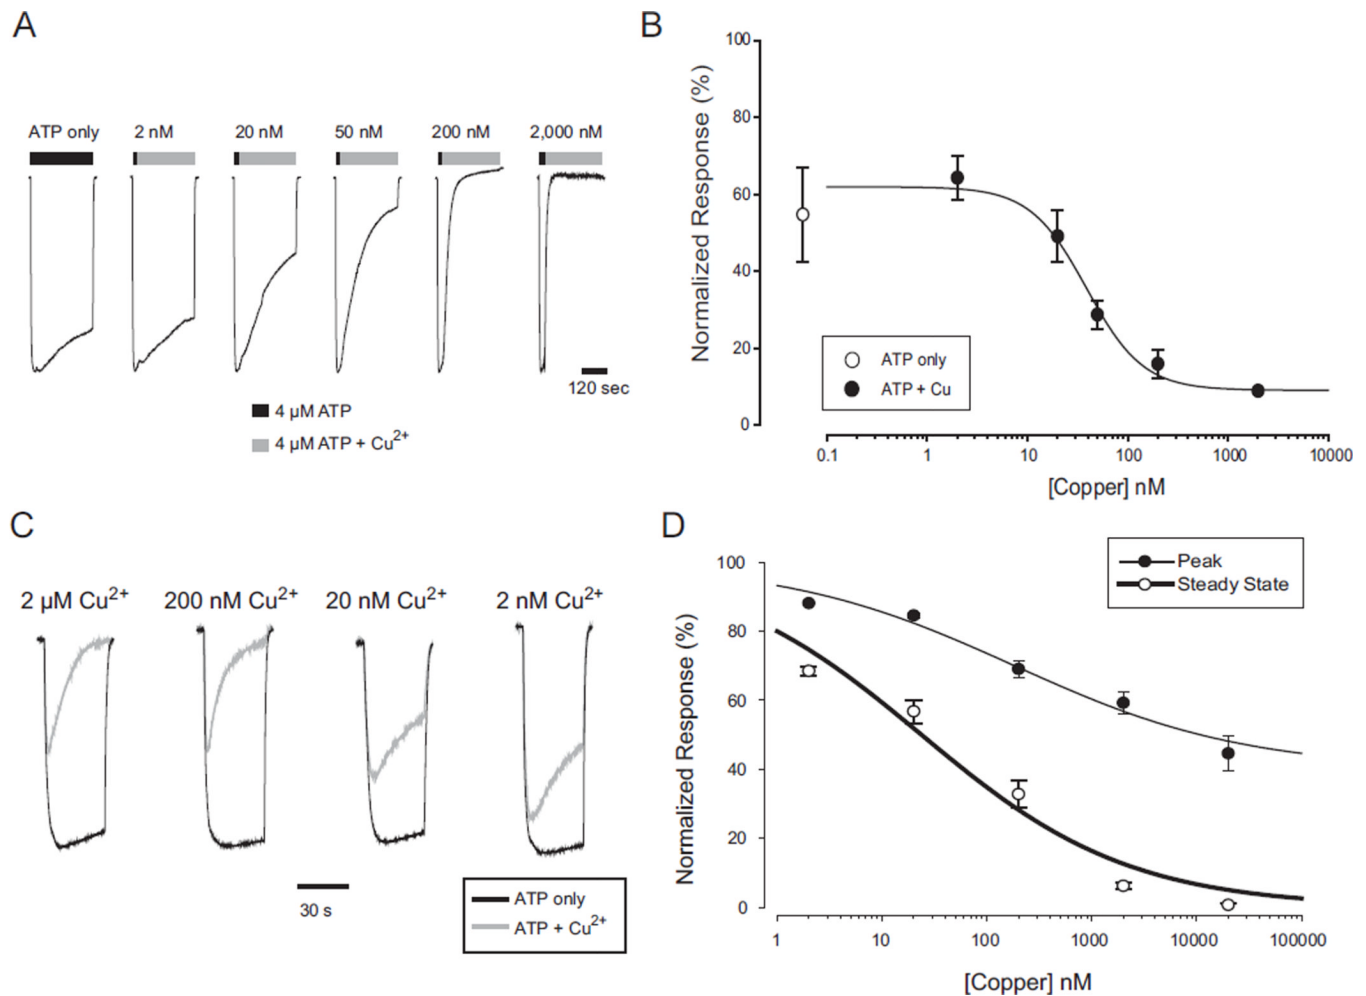 A
ATP only 2 nM 20 nM 50 nM 200 nM 2,000 nM
120 sec
4 µM ATP
4 µM ATP + Cu²⁺
B
Normalized Response (%)
100
80
60
40
20
0
ATP only
ATP + Cu
0.1 1 10 100 1000 10000
[Copper] nM
C
2 µM Cu²⁺ 200 nM Cu²⁺ 20 nM Cu²⁺ 2 nM Cu²⁺
30 s
ATP only
ATP + Cu²⁺
D
Peak
Steady State
Normalized Response (%)
100
80
60
40
20
0
1 10 100 1000 10000 100000
[Copper] nM